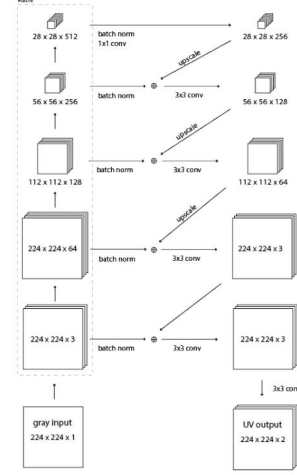 batch norm
1x1 conv
28 x 28 x 512
28 x 28 x 256
upscale
batch norm
3x3 conv
56 x 56 x 256
56 x 56 x 128
upscale
batch norm
3x3 conv
112 x 112 x 128
112 x 112 x 64
upscale
224 x 224 x 64
batch norm
3x3 conv
224 x 224 x 3
224 x 224 x 3
batch norm
3x3 conv
224 x 224 x 3
3x3 con
gray input
224 x 224 x 1
UV output
224 x 224 x 2